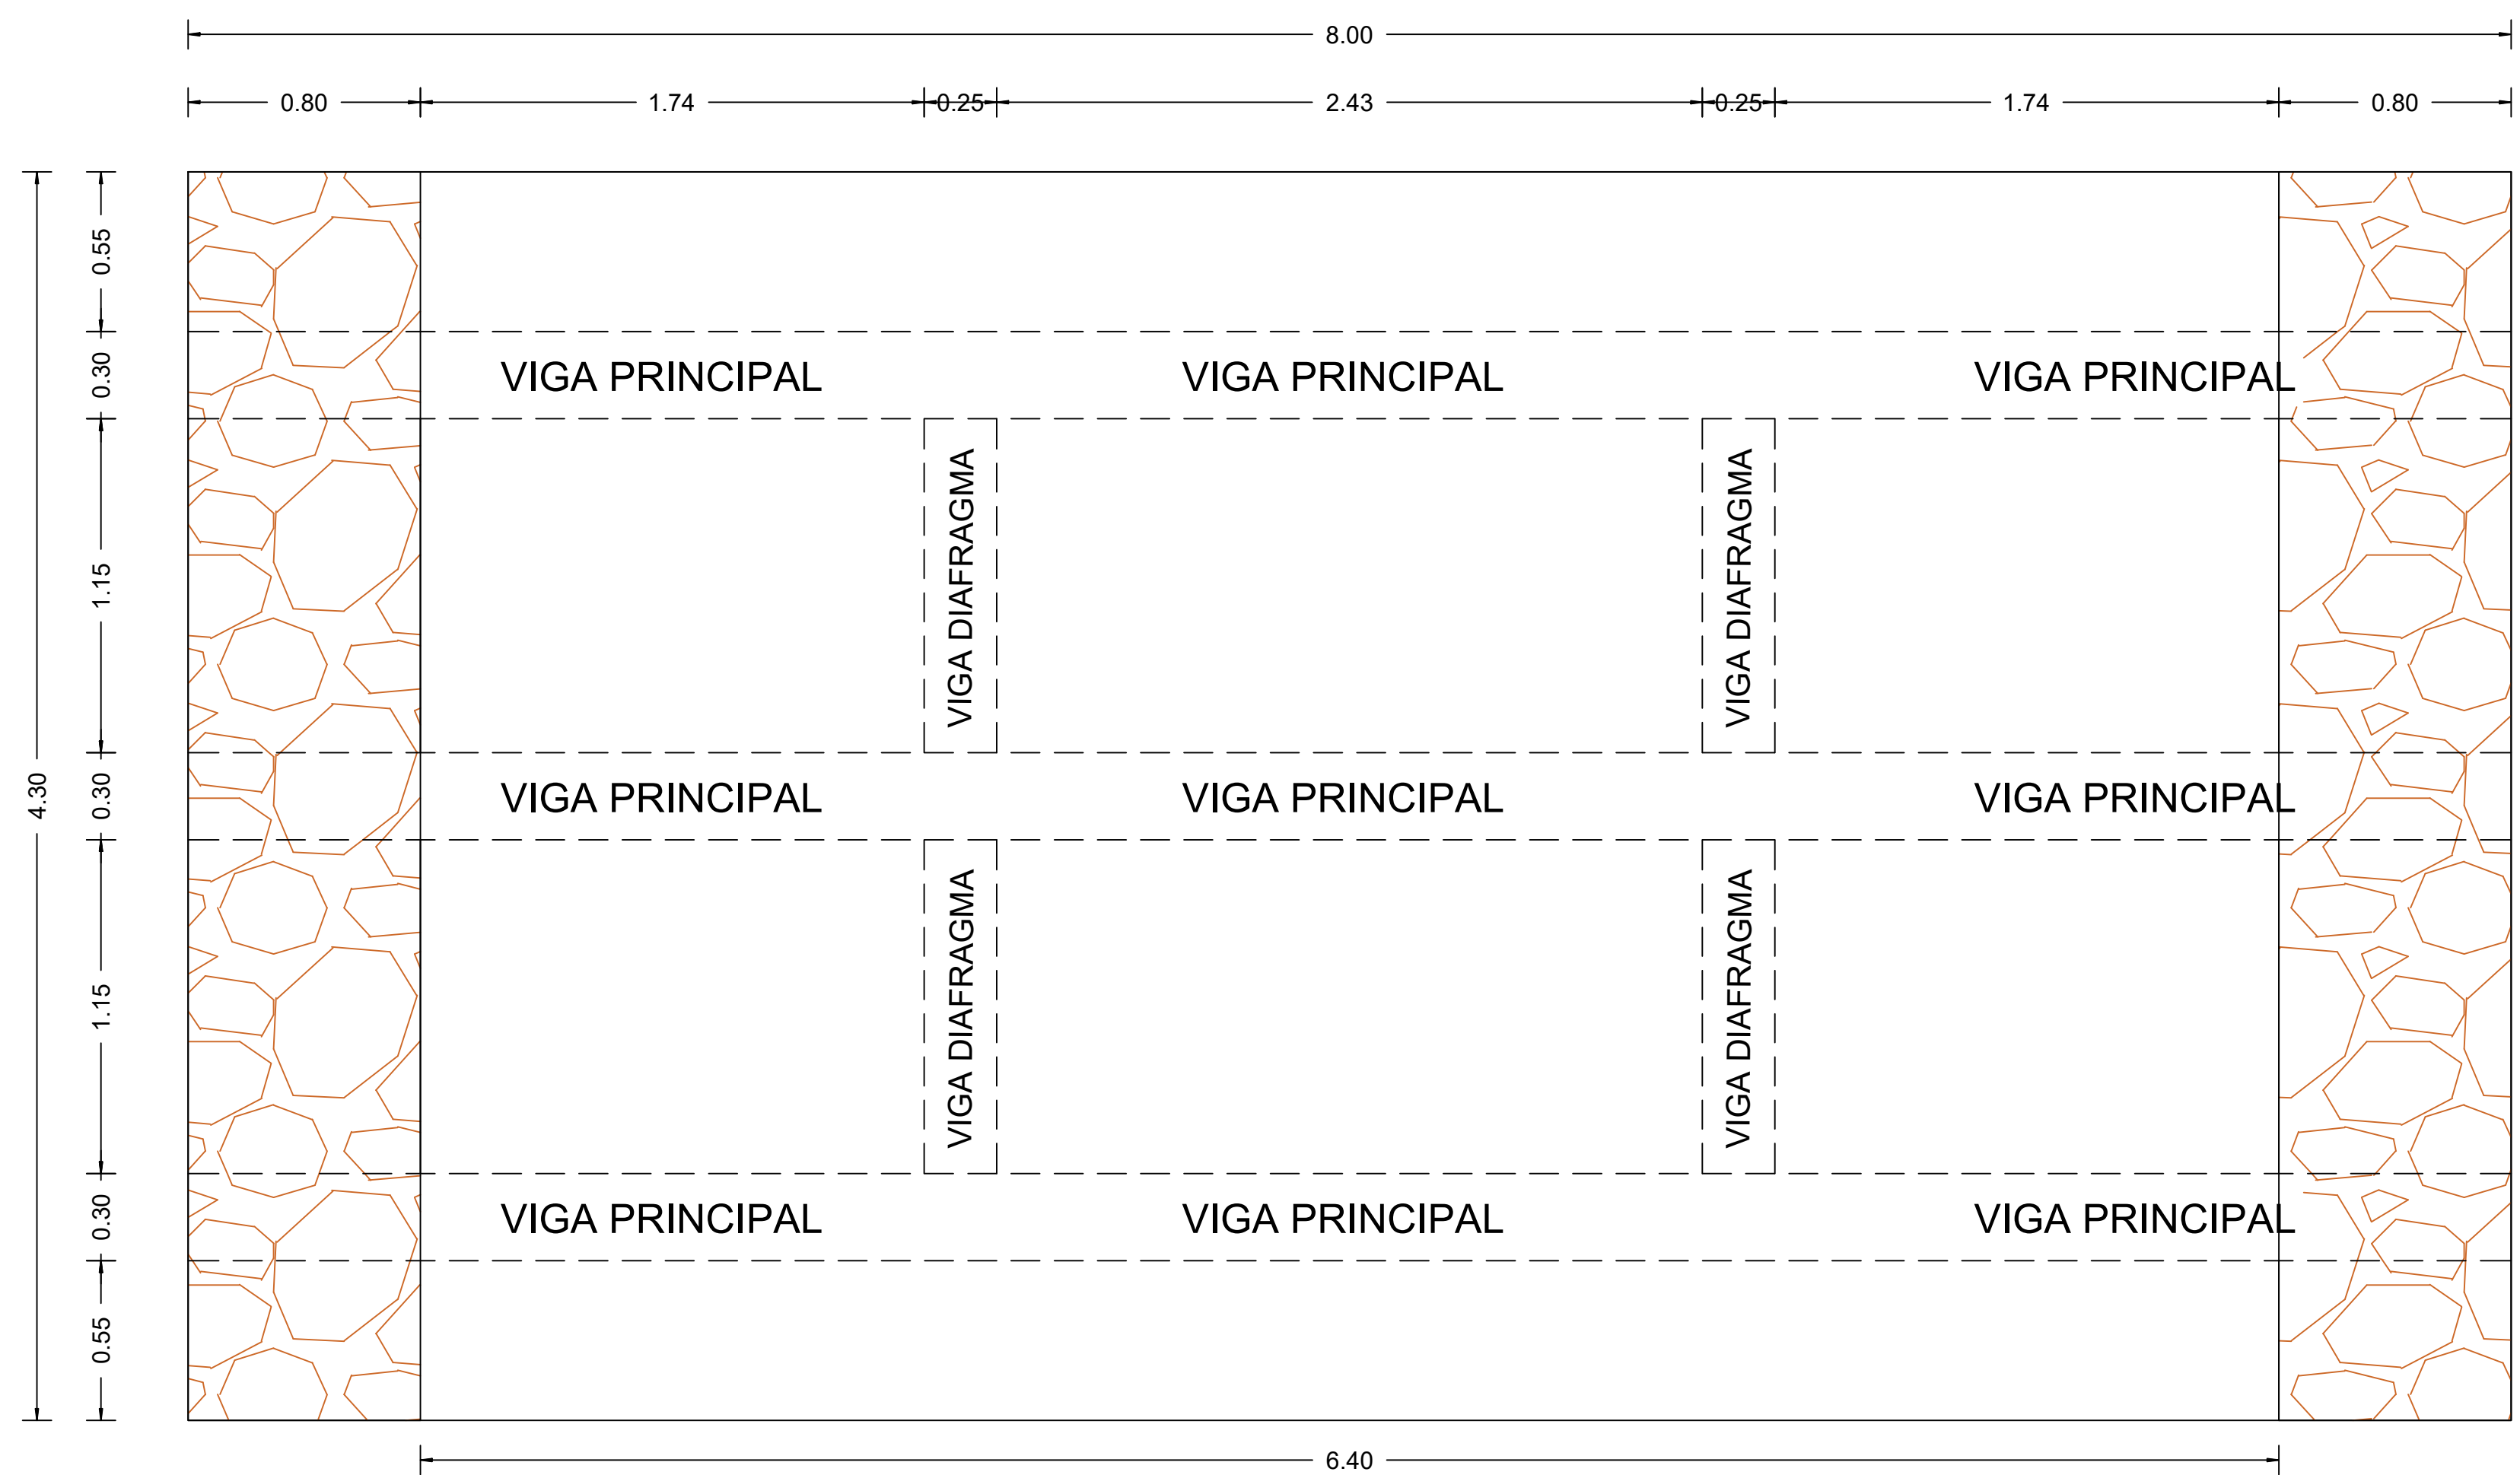 8.00
0.80 1.74 0.25 2.43 0.25 1.74 0.80
0.55
0.30
VIGA PRINCIPAL VIGA PRINCIPAL VIGA PRINCIPAL
1.15
VIGA DIAFRAGMA VIGA DIAFRAGMA
4.30
0.30
VIGA PRINCIPAL VIGA PRINCIPAL VIGA PRINCIPAL
1.15
VIGA DIAFRAGMA VIGA DIAFRAGMA
0.30
VIGA PRINCIPAL VIGA PRINCIPAL VIGA PRINCIPAL
0.55
6.40